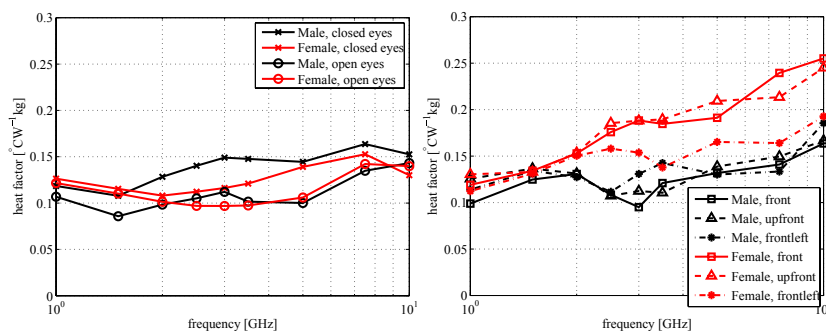 0.3
0.25
0.2
0.15
0.1
0.05
0
10⁰
10¹
frequency [GHz]
heat factor [°CW⁻¹kg]
Male, closed eyes
Female, closed eyes
Male, open eyes
Female, open eyes
0.3
0.25
0.2
0.15
0.1
0.05
0
10⁰
10¹
frequency [GHz]
heat factor [°CW⁻¹kg]
Male, front
Male, upfront
Male, frontleft
Female, front
Female, upfront
Female, frontleft